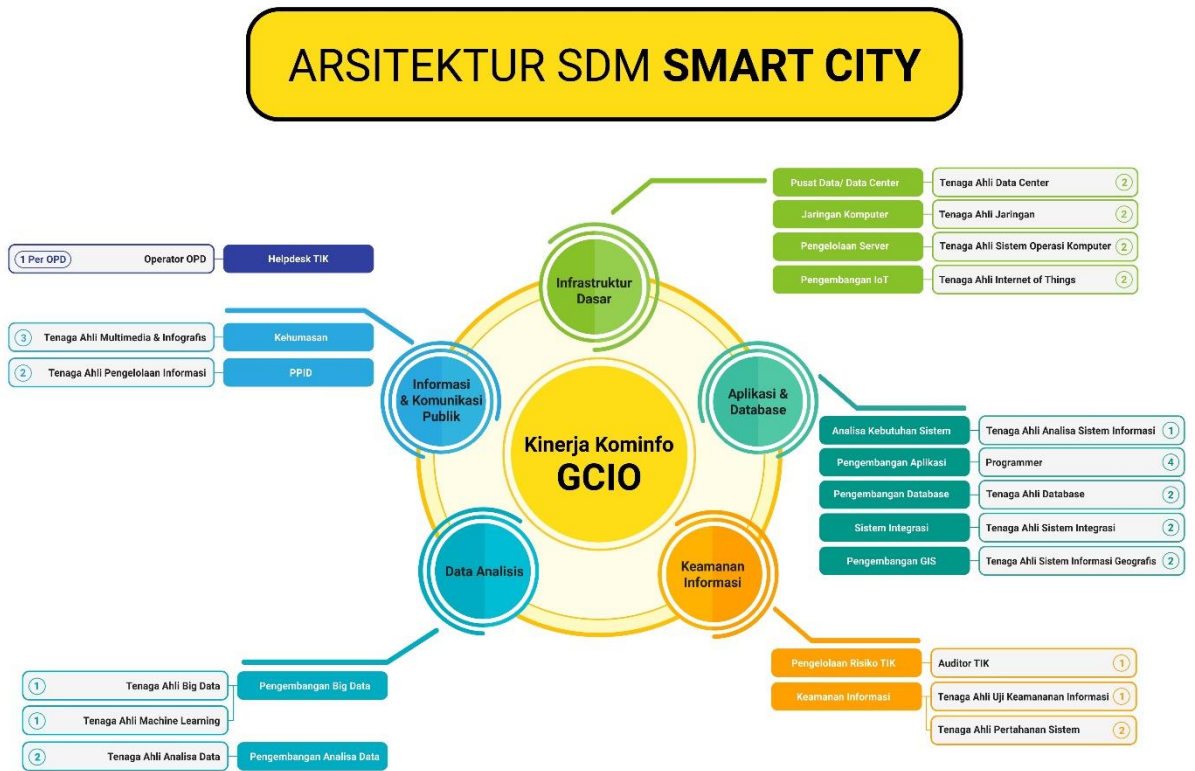 ARSITEKTUR SDM SMART CITY
Pusat Data/ Data Center
Tenaga Ahli Data Center
2
Jaringan Komputer
Tenaga Ahli Jaringan
2
Pengelolaan Server
Tenaga Ahli Sistem Operasi Komputer
2
Pengembangan IoT
Tenaga Ahli Internet of Things
2
Infrastruktur
Dasar
1 Per OPD
Operator OPD
Helpdesk TIK
3
Tenaga Ahli Multimedia & Infografis
Kehumasan
2
Tenaga Ahli Pengelolaan Informasi
PPID
Informasi
& Komunikasi
Publik
Aplikasi &
Database
Analisa Kebutuhan Sistem
Tenaga Ahli Analisa Sistem Informasi
1
Pengembangan Aplikasi
Programmer
4
Pengembangan Database
Tenaga Ahli Database
2
Sistem Integrasi
Tenaga Ahli Sistem Integrasi
2
Pengembangan GIS
Tenaga Ahli Sistem Informasi Geografis
2
Kinerja Kominfo
GCIO
Data Analisis
Keamanan
Informasi
1
Tenaga Ahli Big Data
Pengembangan Big Data
1
Tenaga Ahli Machine Learning
2
Tenaga Ahli Analisa Data
Pengembangan Analisa Data
Pengelolaan Risiko TIK
Auditor TIK
1
Keamanan Informasi
Tenaga Ahli Uji Keamananan Informasi
1
Tenaga Ahli Pertahanan Sistem
2